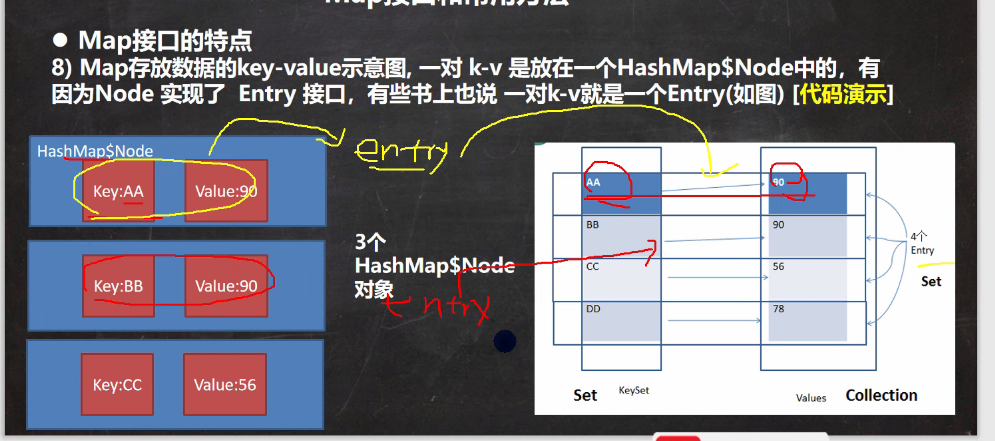 Map接口和常用方法
● Map接口的特点
8) Map存放数据的key-value示意图, 一对 k-v 是放在一个HashMap$Node中的，有
因为Node 实现了 Entry 接口，有些书上也说 一对k-v就是一个Entry(如图) [代码演示]
HashMap$Node
Key:AA Value:90
Key:BB Value:90
Key:CC Value:56
entry
3个
HashMap$Node
对象
entry
AA 90
BB 90
CC 56
DD 78
4个
Entry
Set
Set KeySet Values Collection